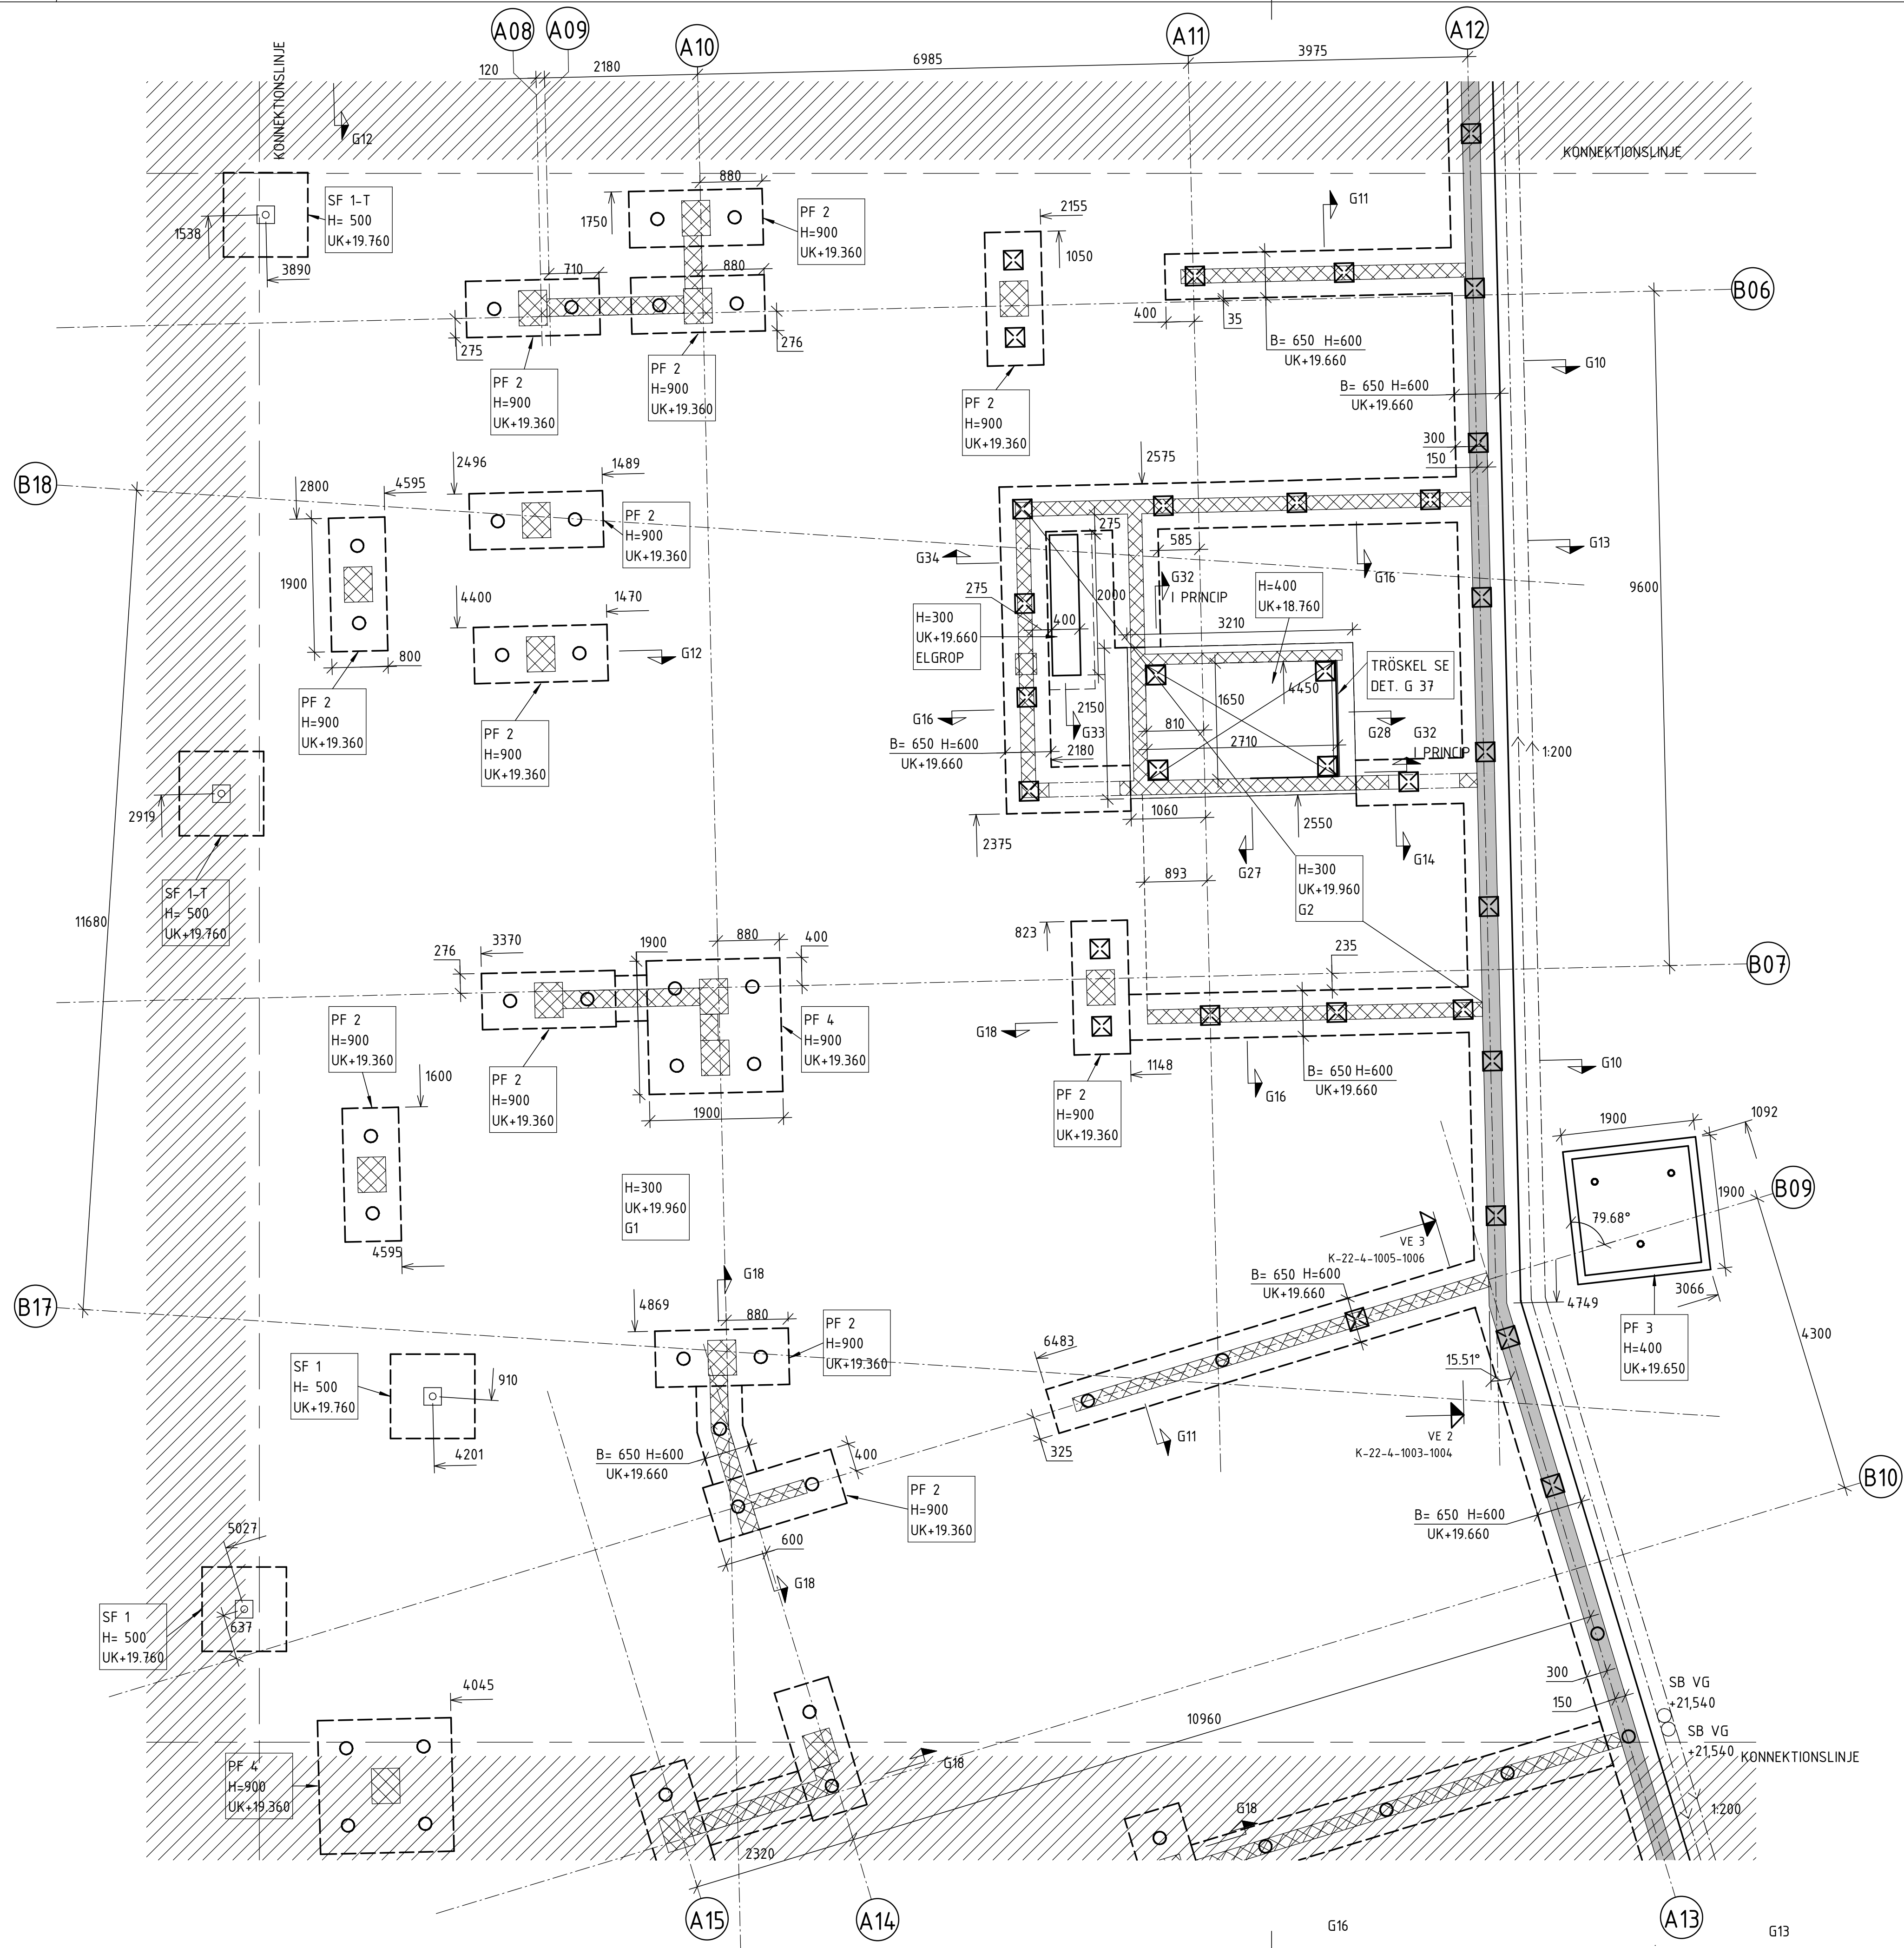 A08
A09
A10
A11
A12
120
2180
6985
3975
KONNEKTIONSLINJE
G12
KONNEKTIONSLINJE
SF 1-T
H= 500
UK+19.760
1538
3890
880
1750
PF 2
H=900
UK+19.360
2155
1050
G11
710
880
275
276
PF 2
H=900
UK+19.360
PF 2
H=900
UK+19.360
PF 2
H=900
UK+19.360
400
35
B= 650 H=600
UK+19.660
B06
G10
B= 650 H=600
UK+19.660
300
150
B18
2800
4595
2496
1489
PF 2
H=900
UK+19.360
1900
800
PF 2
H=900
UK+19.360
4400
1470
G12
PF 2
H=900
UK+19.360
2575
275
585
G34
G32
I PRINCIP
G16
G13
9600
275
2000
400
H=300
UK+19.660
ELGROP
H=400
UK+18.760
3210
TRÖSKEL SE
DET. G 37
4450
1650
810
2710
2150
G16
G33
2180
B= 650 H=600
UK+19.660
G28
G32
I PRINCIP
1:200
1060
2550
2375
G27
G14
2919
SF 1-T
H= 500
UK+19.760
11680
893
H=300
UK+19.960
G2
823
235
B07
276
3370
1900
880
400
PF 4
H=900
UK+19.360
PF 2
H=900
UK+19.360
PF 2
H=900
UK+19.360
1600
1900
G18
1148
PF 2
H=900
UK+19.360
G16
B= 650 H=600
UK+19.660
G10
1900
1092
1900
79.68°
B09
3066
PF 3
H=400
UK+19.650
4749
4300
H=300
UK+19.960
G1
4595
VE 3
K-22-4-1005-1006
B= 650 H=600
UK+19.660
B17
G18
4869
880
PF 2
H=900
UK+19.360
6483
15.51°
SF 1
H= 500
UK+19.760
910
4201
325
G11
VE 2
K-22-4-1003-1004
B= 650 H=600
UK+19.660
400
PF 2
H=900
UK+19.360
600
G18
B10
B= 650 H=600
UK+19.660
5027
SF 1
H= 500
UK+19.760
637
4045
PF 4
H=900
UK+19.360
300
150
10960
SB VG
+21,540
SB VG
+21,540
KONNEKTIONSLINJE
G18
G18
1:200
2320
A15
A14
A13
G16
G13